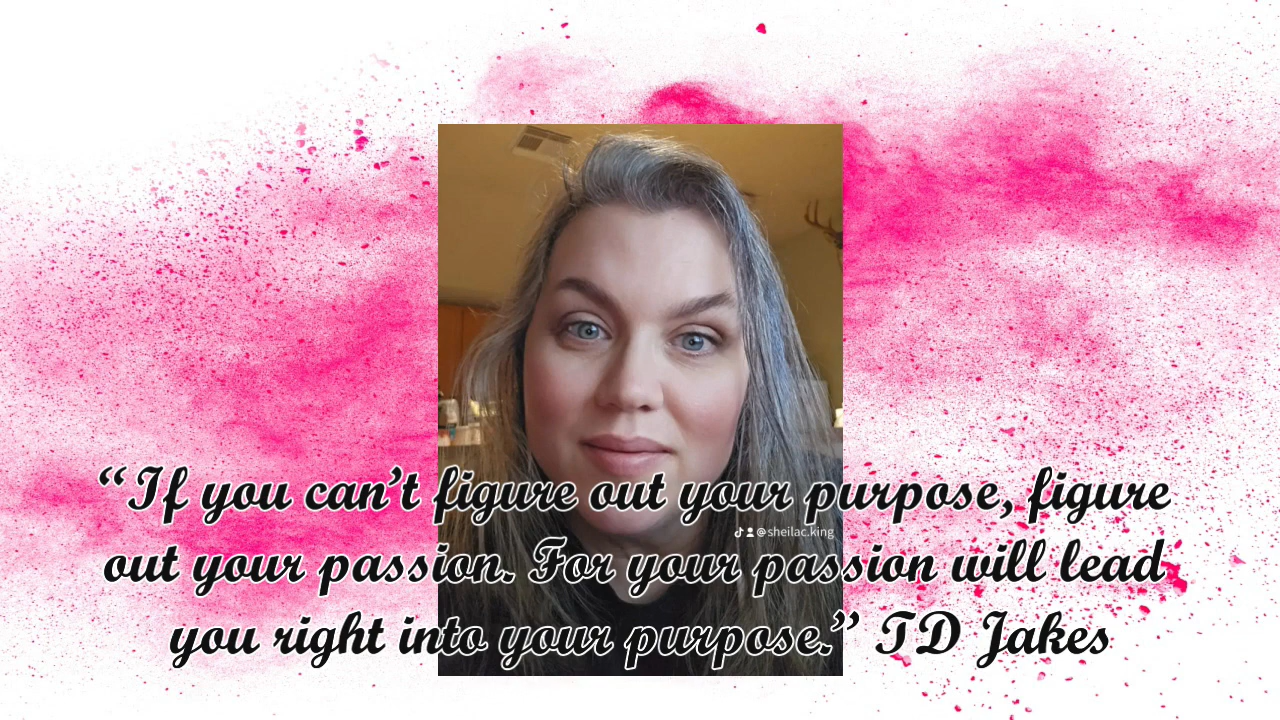 @sheilac.king
“If you can’t figure out your purpose, figure
out your passion. For your passion will lead
you right into your purpose.” TD Jakes